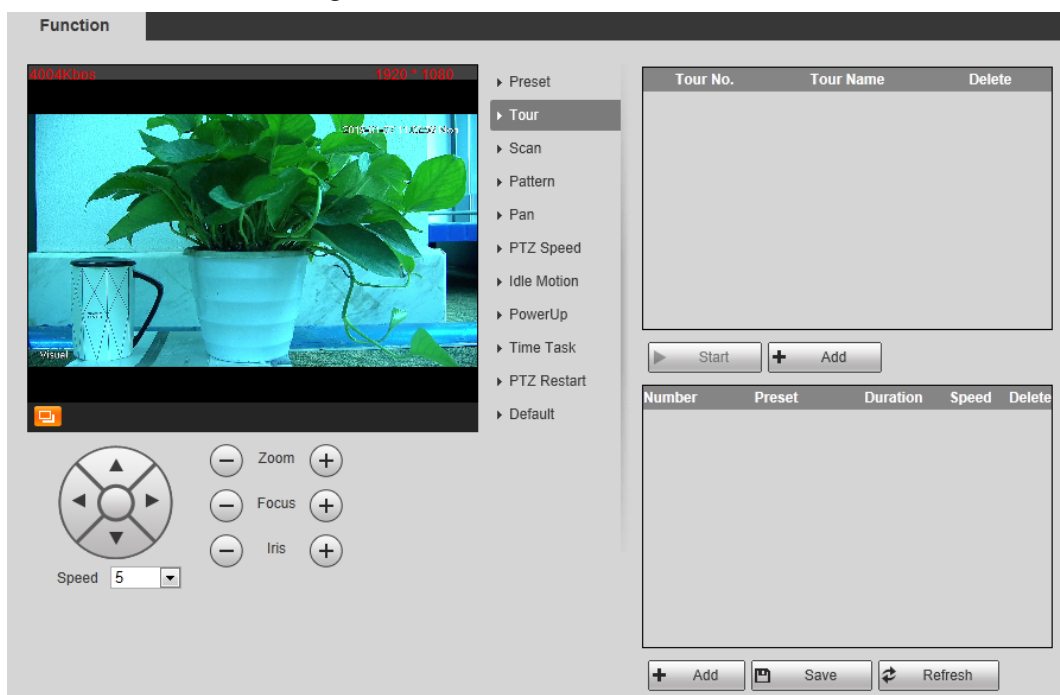 Function
4004Kbps
1920 * 1080
Visuel
Zoom
Focus
Iris
Speed 5
Preset
Tour
Scan
Pattern
Pan
PTZ Speed
Idle Motion
PowerUp
Time Task
PTZ Restart
Default
Tour No. Tour Name Delete
Start Add
Number Preset Duration Speed Delete
Add Save Refresh